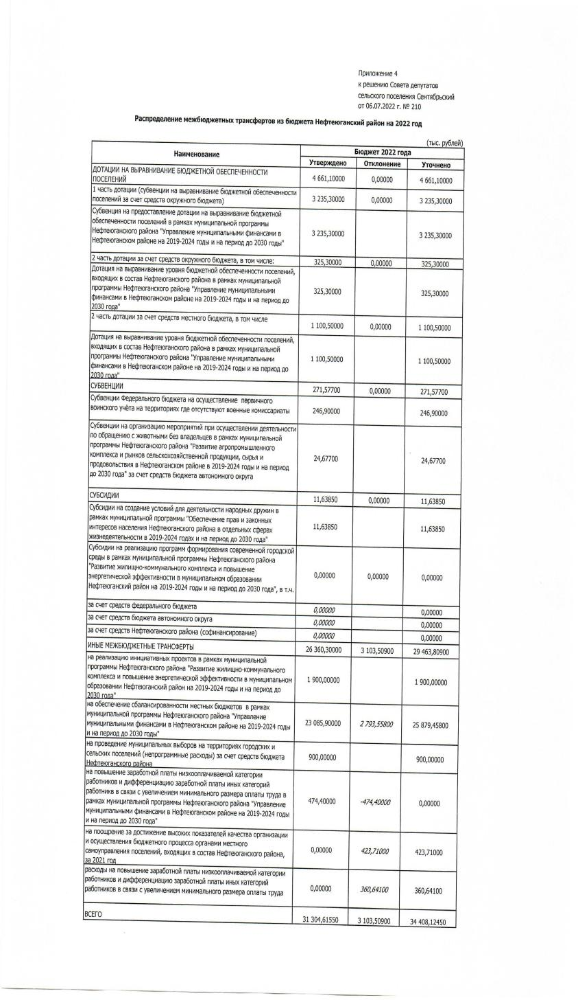 Приложение 4
к решению Совета депутатов
сельского поселения Сентябрьский
от 06.07.2022 г. № 210
Распределение межбюджетных трансфертов из бюджета Нефтеюганский район на 2022 год
(тыс. рублей)
Наименование
Бюджет 2022 года
Утверждено Отклонение Уточнено
ДОТАЦИИ НА ВЫРАВНИВАНИЕ БЮДЖЕТНОЙ ОБЕСПЕЧЕННОСТИ
ПОСЕЛЕНИЙ
4 661,10000 0,00000 4 661,10000
1 часть дотации (субвенции на выравнивание бюджетной обеспеченности
поселений за счет средств окружного бюджета)
3 235,30000 0,00000 3 235,30000
Субвенция на предоставление дотации на выравнивание бюджетной
обеспеченности поселений в рамках муниципальной программы
Нефтеюганского района "Управление муниципальными финансами в
Нефтеюганском районе на 2019-2024 годы и на период до 2030 годы"
3 235,30000 3 235,30000
2 часть дотации за счет средств окружного бюджета, в том числе:
325,30000 0,00000 325,30000
Дотация на выравнивание уровня бюджетной обеспеченности поселений,
входящих в состав Нефтеюганского района в рамках муниципальной
программы Нефтеюганского района "Управление муниципальными
финансами в Нефтеюганском районе на 2019-2024 годы и на период до
2030 года"
325,30000 325,30000
2 часть дотации за счет средств местного бюджета, в том числе
1 100,50000 0,00000 1 100,50000
Дотация на выравнивание уровня бюджетной обеспеченности поселений,
входящих в состав Нефтеюганского района в рамках муниципальной
программы Нефтеюганского района "Управление муниципальными
финансами в Нефтеюганском районе на 2019-2024 годы и на период до
2030 года"
1 100,50000 1 100,50000
СУБВЕНЦИИ
271,57700 0,00000 271,57700
Субвенции Федерального бюджета на осуществление первичного
воинского учёта на территориях где отсутствуют военные комиссариаты
246,90000 246,90000
Субвенции на организацию мероприятий при осуществлении деятельности
по обращению с животными без владельцев в рамках муниципальной
программы Нефтеюганского района "Развитие агропромышленного
комплекса и рынков сельскохозяйственной продукции, сырья и
продовольствия в Нефтеюганском районе в 2019-2024 годы и на период
до 2030 года" за счет средств бюджета автономного округа
24,67700 24,67700
СУБСИДИИ
11,63850 0,00000 11,63850
Субсидии на создание условий для деятельности народных дружин в
рамках муниципальной программы "Обеспечение прав и законных
интересов населения Нефтеюганского района в отдельных сферах
жизнедеятельности в 2019-2024 годах и на период до 2030 года"
11,63850 11,63850
Субсидии на реализацию программ формирования современной городской
среды в рамках муниципальной программы Нефтеюганского района
"Развитие жилищно-коммунального комплекса и повышение
энергетической эффективности в муниципальном образовании
Нефтеюганский район на 2019-2024 годы и на период до 2030 года", в т.ч.
0,00000 0,00000 0,00000
за счет средств федерального бюджета
0,00000 0,00000
за счет средств бюджета автономного округа
0,00000 0,00000
за счет средств Нефтеюганского района (софинансирование)
0,00000 0,00000
ИНЫЕ МЕЖБЮДЖЕТНЫЕ ТРАНСФЕРТЫ
26 360,30000 3 103,50900 29 463,80900
на реализацию инициативных проектов в рамках муниципальной
программы Нефтеюганского района "Развитие жилищно-коммунального
комплекса и повышение энергетической эффективности в муниципальном
образовании Нефтеюганский район на 2019-2024 годы и на период до
2030 года"
1 900,00000 1 900,00000
на обеспечение сбалансированности местных бюджетов в рамках
муниципальной программы Нефтеюганского района "Управление
муниципальными финансами в Нефтеюганском районе на 2019-2024 годы
и на период до 2030 годы"
23 085,90000 2 793,55800 25 879,45800
на проведение муниципальных выборов на территориях городских и
сельских поселений (непрограммные расходы) за счет средств бюджета
Нефтеюганского района
900,00000 900,00000
на повышение заработной платы низкооплачиваемой категории
работников и дифференциацию заработной платы иных категорий
работникв в связи с увеличением минимального размера оплаты труда в
рамках муниципальной программы Нефтеюганского района "Управление
муниципальными финансами в Нефтеюганском районе на 2019-2024 годы
и на период до 2030 года"
474,40000 -474,40000 0,00000
на поощрение за достижение высоких показателей качества организации
и осуществления бюджетного процесса органами местного
самоуправления поселений, входящих в состав Нефтеюганского района,
за 2021 год
0,00000 423,71000 423,71000
расходы на повышение заработной платы низкооплачиваемой категории
работников и дифференциацию заработной платы иных категорий
работников в связи с увеличением минимального размера оплаты труда
0,00000 360,64100 360,64100
ВСЕГО
31 304,61550 3 103,50900 34 408,12450